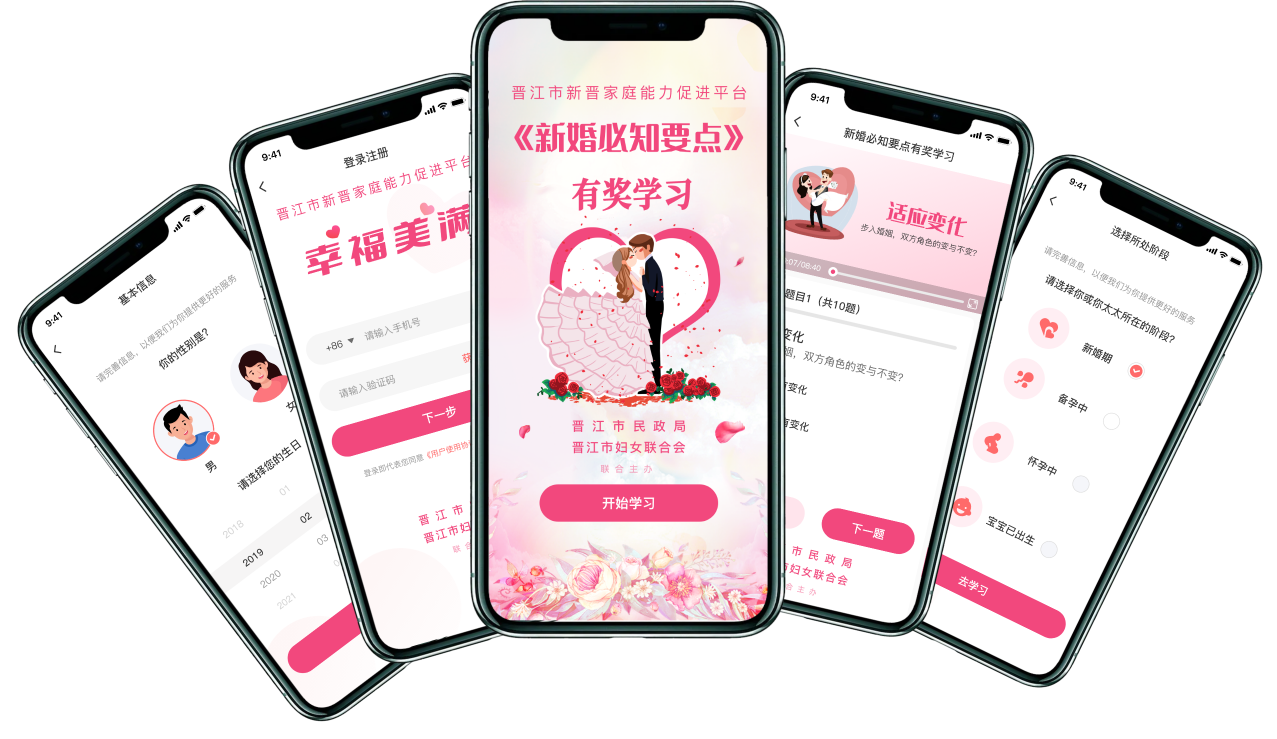 9:41
基本信息
请完善信息，以便我们为你提供更好的服务
你的性别是?
男
女
请选择您的生日
01
2018
02
2019
03
2020
2021
9:41
登录注册
晋江市新晋家庭能力促进平台
幸福美满
+86
请输入手机号
请输入验证码
获
下一步
登录即代表您同意《用户使用协
晋江市
晋江市妇
联合
晋江市新晋家庭能力促进平台
《新婚必知要点》
有奖学习
晋江市民政局
晋江市妇女联合会
联合主办
开始学习
9:41
新婚必知要点有奖学习
适应变化
步入婚姻，双方角色的变与不变?
07/08:40
题目1（共10题）
变化
姻，双方角色的变与不变?
变化
变化
下一题
市民政局
市妇女联合会
合主办
9:41
选择所处阶段
请完善信息，以便我们为你提供更好的服务
请选择你或你太太所在的阶段?
新婚期
备孕中
怀孕中
宝宝已出生
去学习